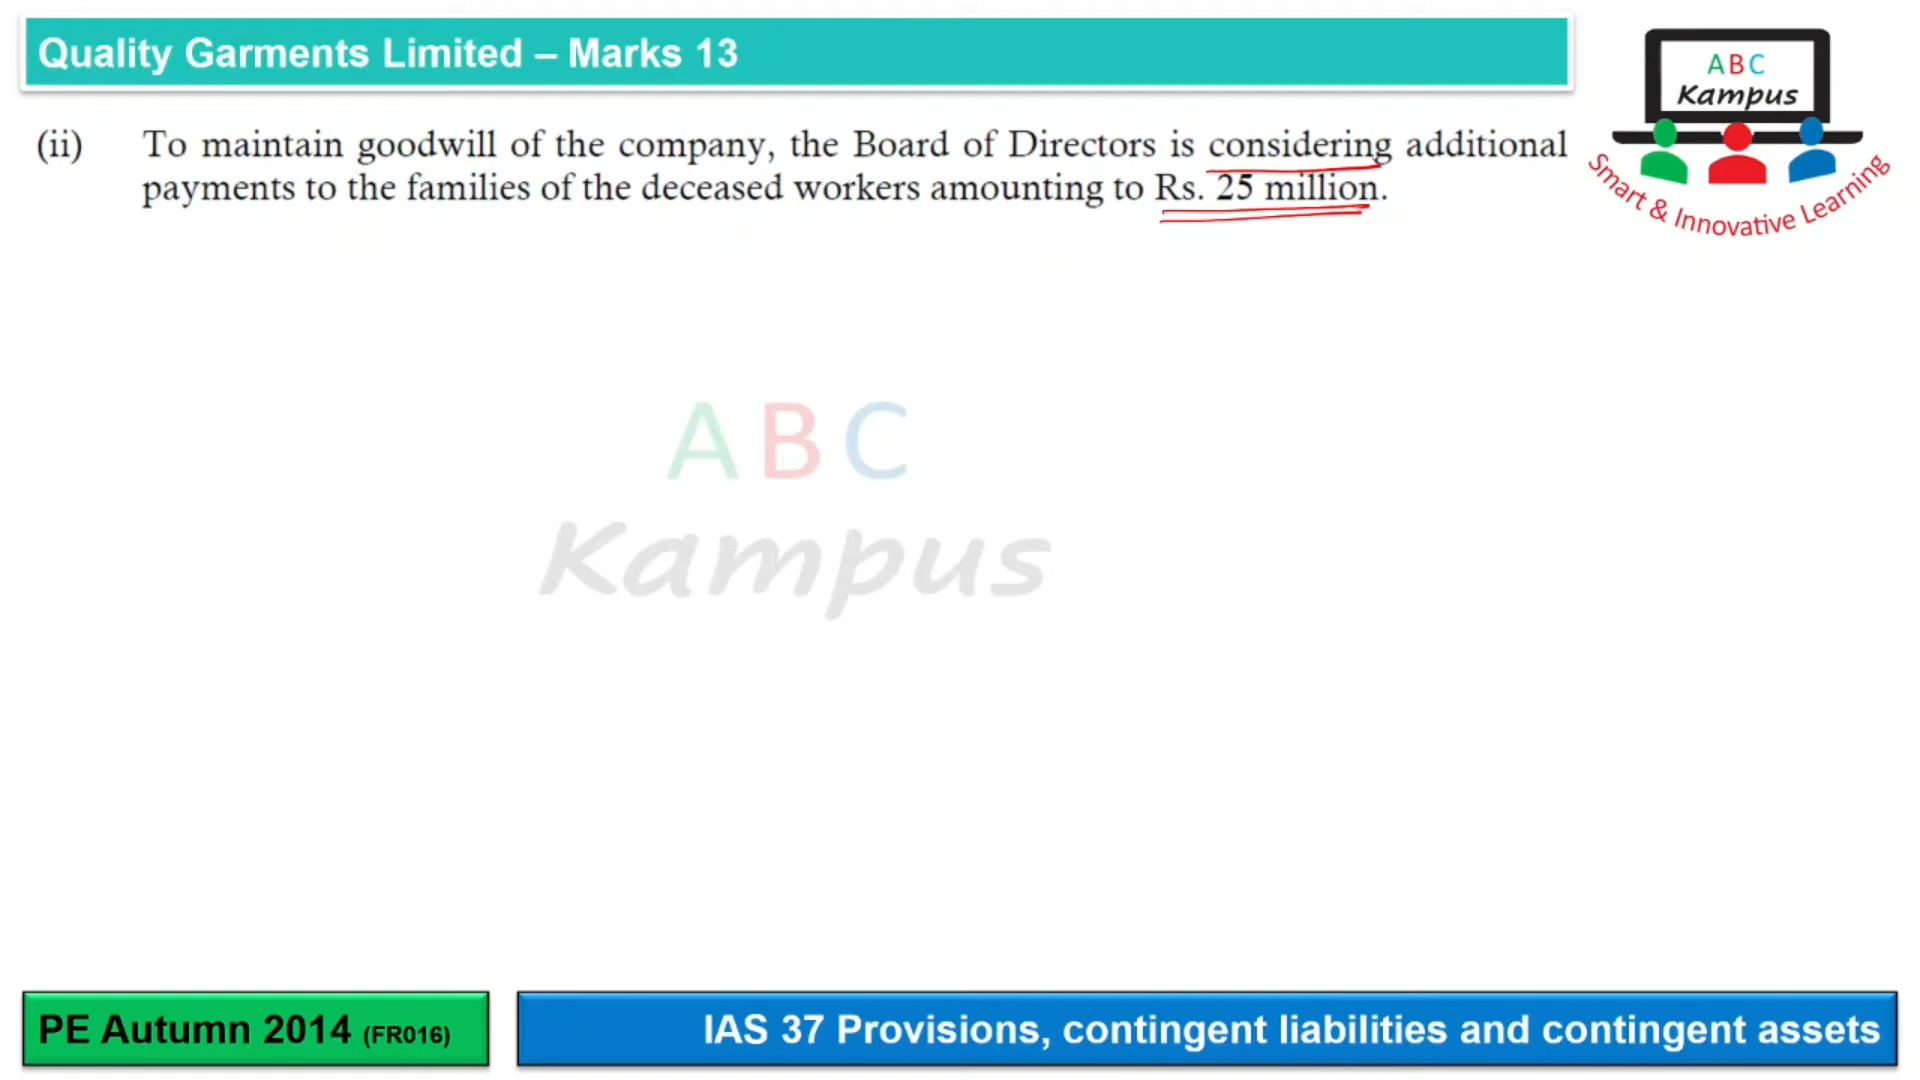 Quality Garments Limited – Marks 13
A B C
Kampus
Smart & Innovative Learning
(ii) To maintain goodwill of the company, the Board of Directors is considering additional
payments to the families of the deceased workers amounting to Rs. 25 million.
A B C
Kampus
PE Autumn 2014 (FR016)
IAS 37 Provisions, contingent liabilities and contingent assets